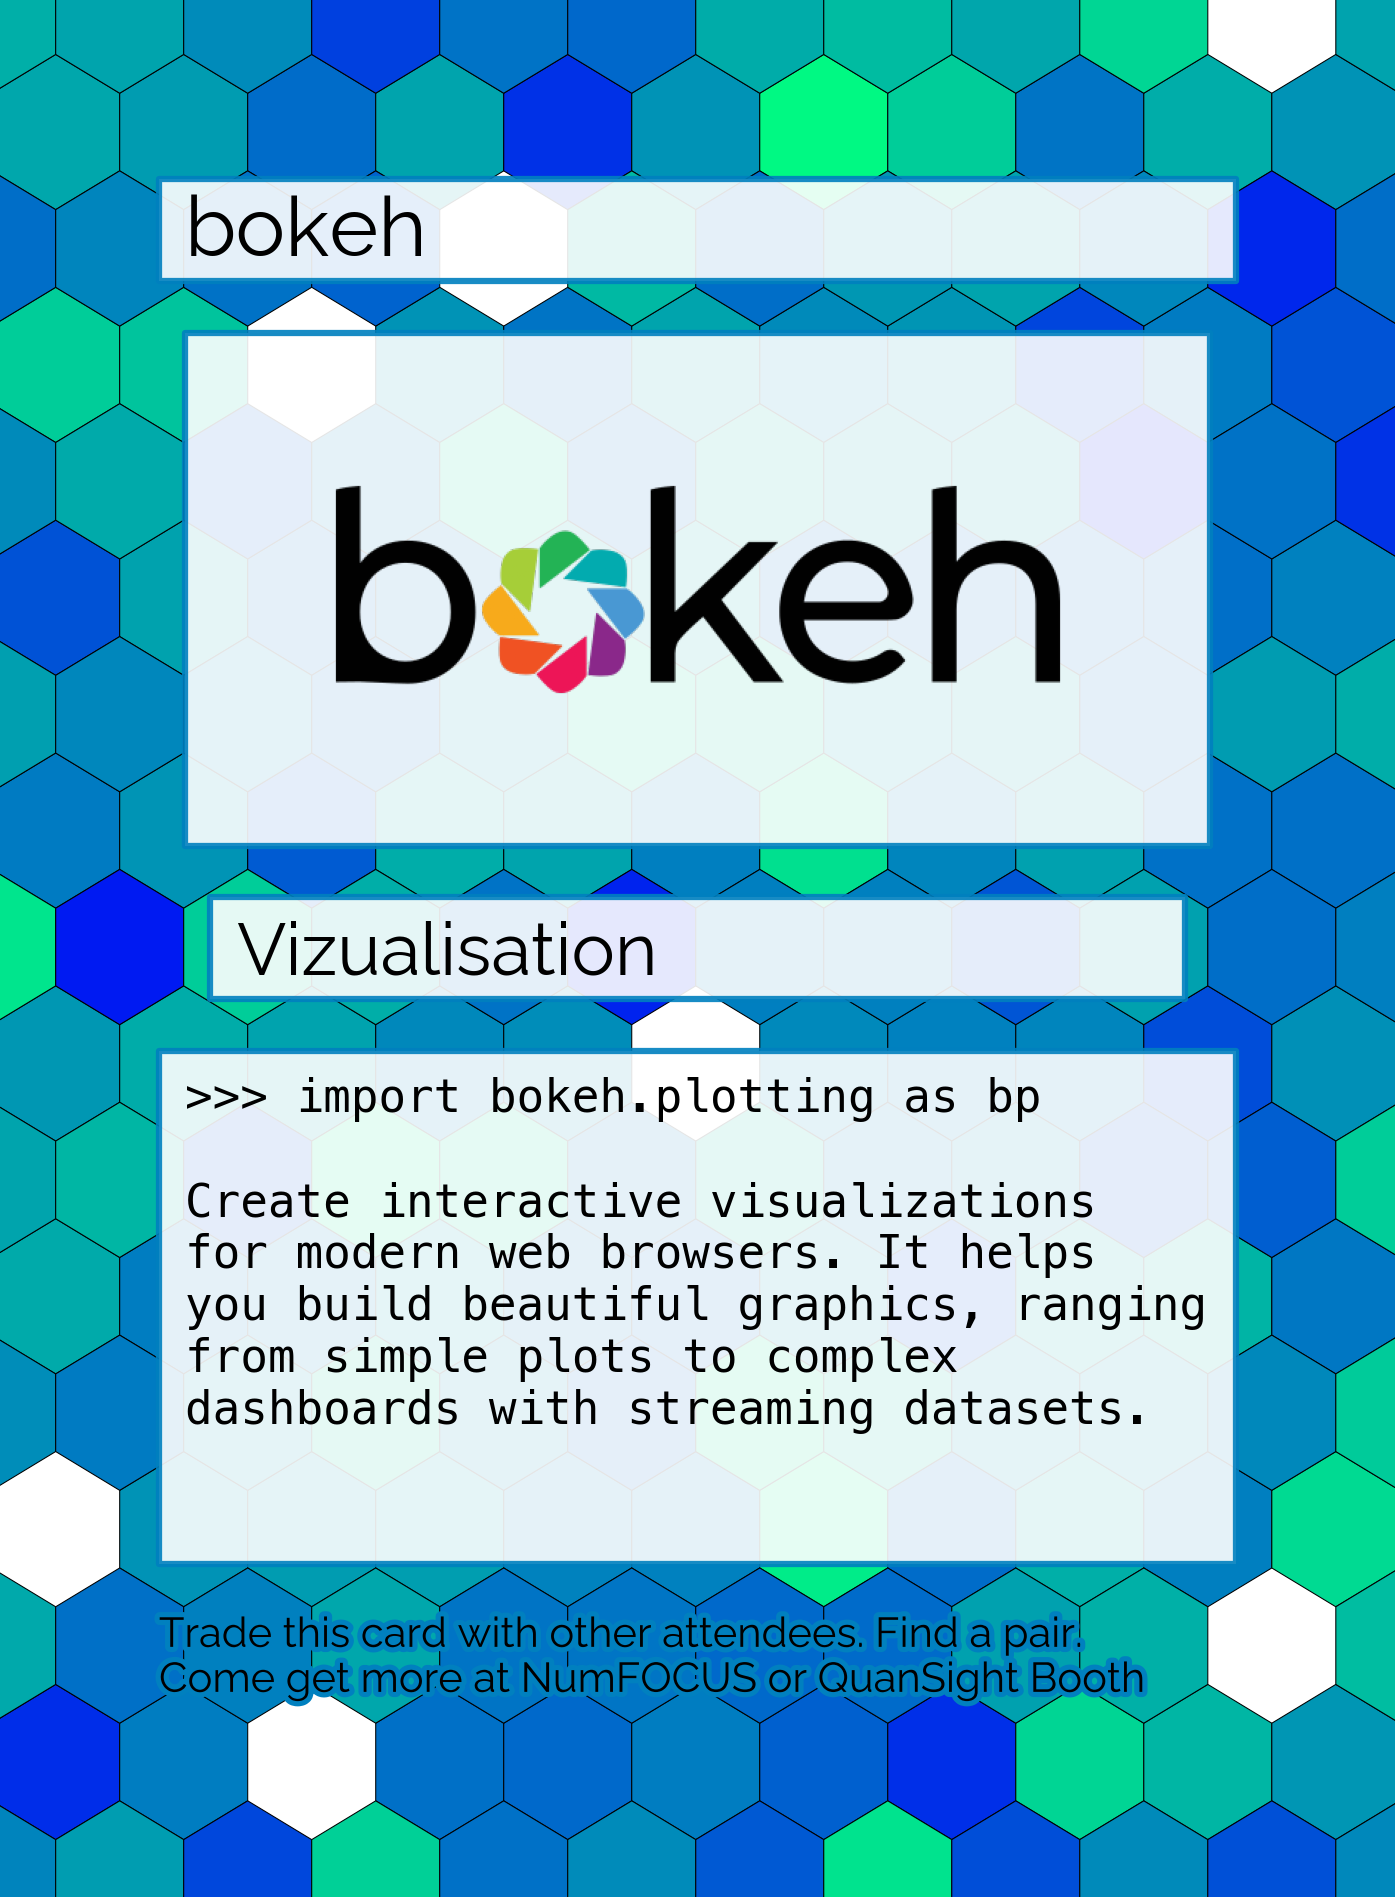 bokeh
bokeh
Vizualisation
>>> import bokeh.plotting as bp
Create interactive visualizations
for modern web browsers. It helps
you build beautiful graphics, ranging
from simple plots to complex
dashboards with streaming datasets.
Trade this card with other attendees. Find a pair.
Come get more at NumFOCUS or QuanSight Booth